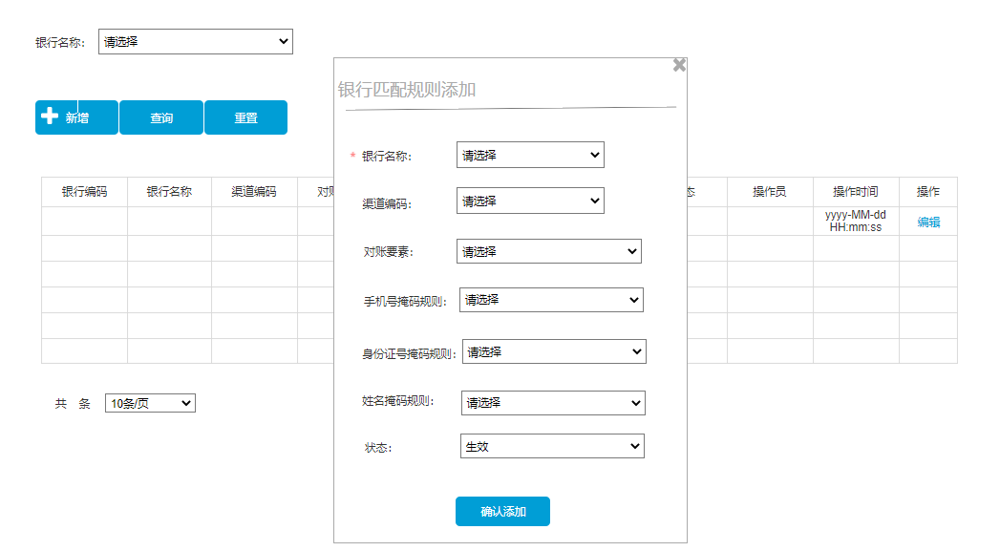 银行名称： 请选择
新增 查询 重置
银行编码 银行名称 渠道编码 对账 态 操作员 操作时间 操作
yyyy-MM-dd
HH:mm:ss
编辑
共 条 10条/页
银行匹配规则添加
* 银行名称： 请选择
渠道编码： 请选择
对账要素： 请选择
手机号掩码规则： 请选择
身份证号掩码规则： 请选择
姓名掩码规则： 请选择
状态： 生效
确认添加